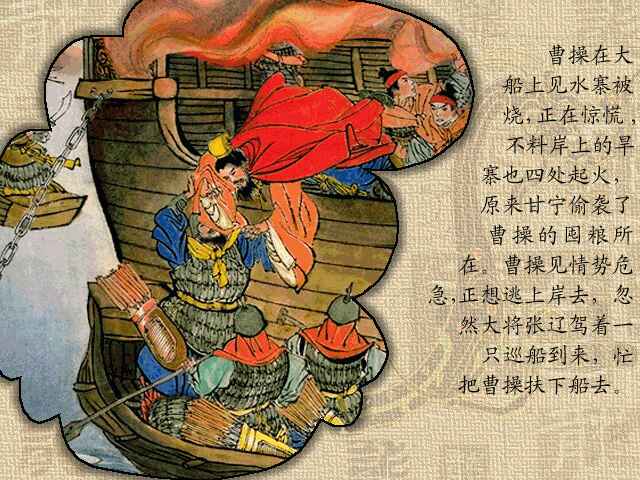 曹操在大
船上见水寨被
烧,正在惊慌,
不料岸上的旱
寨也四处起火,
原来甘宁偷袭了
曹操的囤粮所
在。曹操见情势危
急,正想逃上岸去,忽
然大将张辽驾着一
只巡船到来,忙
把曹操扶下船去。